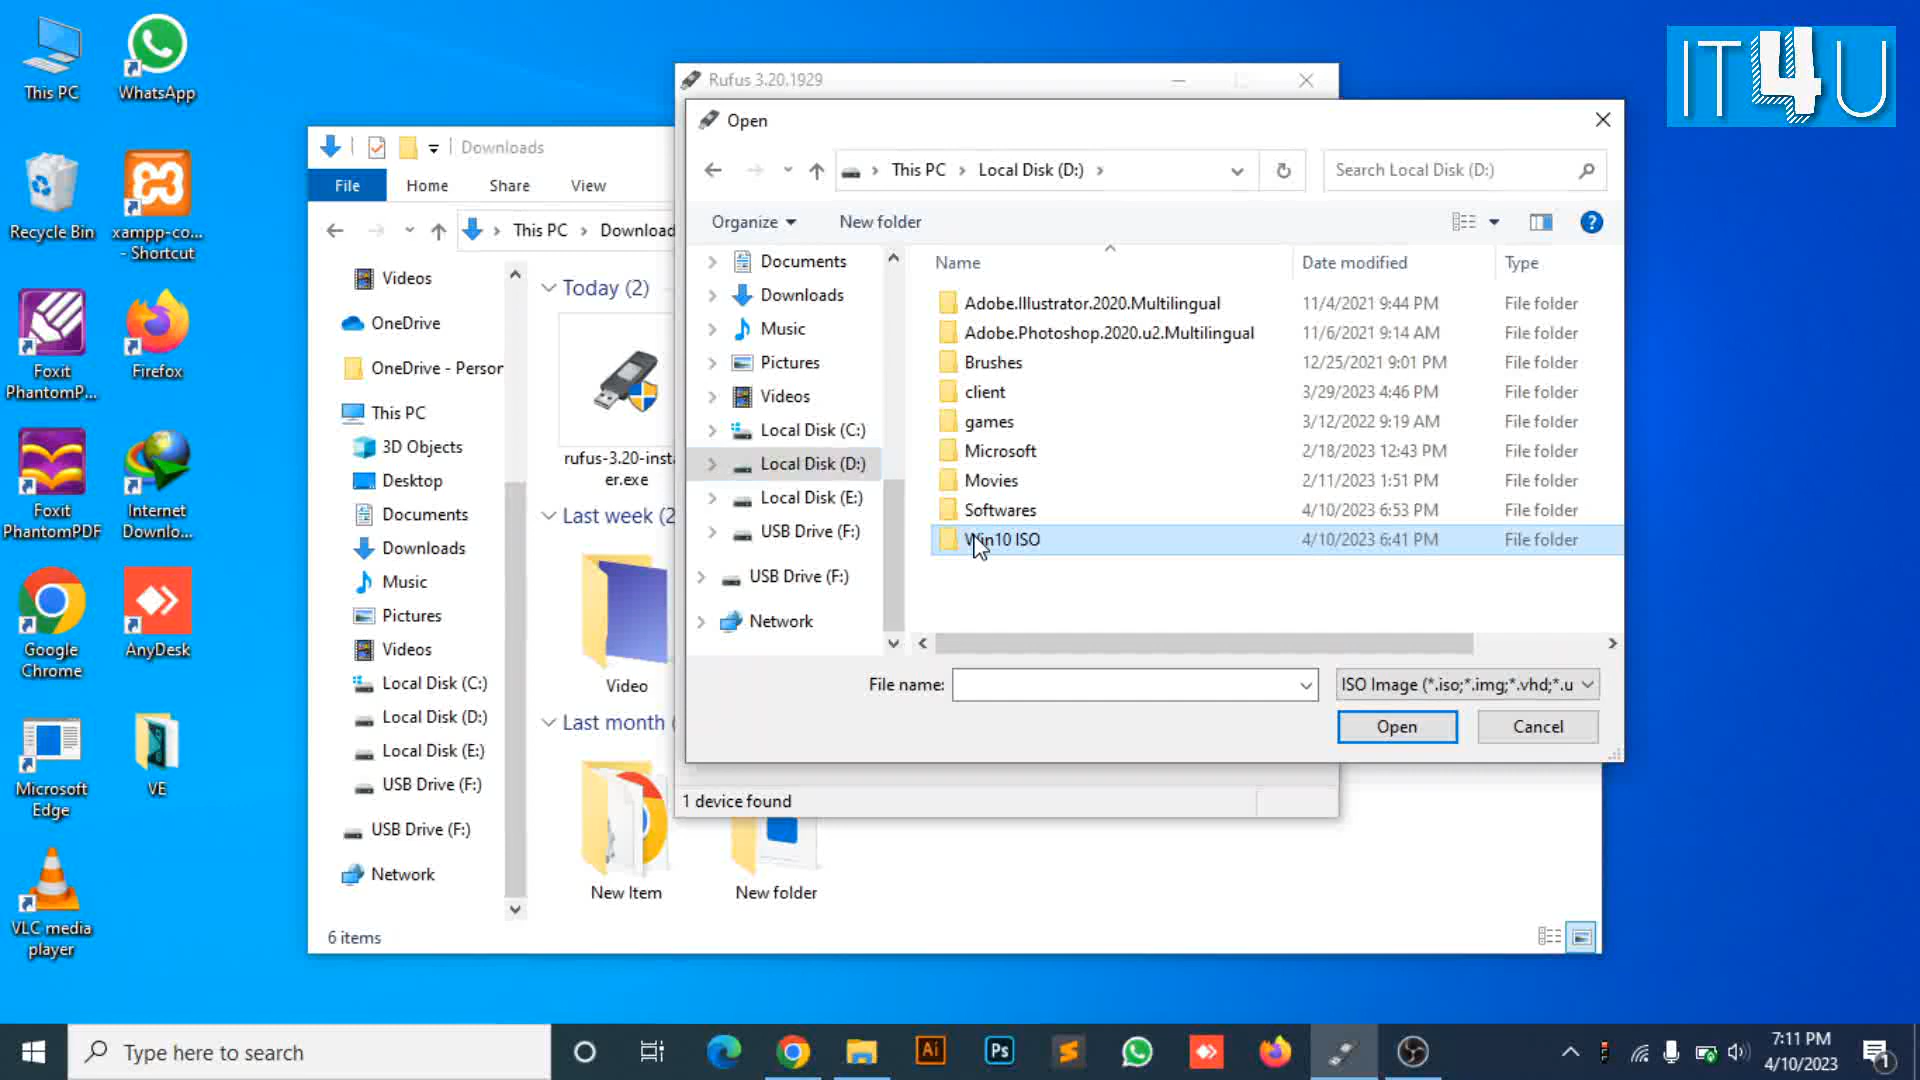 This PC
WhatsApp
Recycle Bin
xampp-co...
- Shortcut
Foxit
PhantomP...
Firefox
Foxit
PhantomPDF
Internet
Downlo...
Google
Chrome
AnyDesk
Microsoft
Edge
VE
VLC media
player
IT4U
Downloads
File
Home
Share
View
This PC
Download
Videos
OneDrive
OneDrive - Person
This PC
3D Objects
Desktop
Documents
Downloads
Music
Pictures
Videos
Local Disk (C:)
Local Disk (D:)
Local Disk (E:)
USB Drive (F:)
USB Drive (F:)
Network
Today (2)
rufus-3.20-insta
er.exe
Last week (2
Video
Last month (
New Item
New folder
6 items
Rufus 3.20.1929
1 device found
Open
This PC
Local Disk (D:)
Search Local Disk (D:)
Organize
New folder
Documents
Downloads
Music
Pictures
Videos
Local Disk (C:)
Local Disk (D:)
Local Disk (E:)
USB Drive (F:)
USB Drive (F:)
Network
Name Date modified Type
Adobe.Illustrator.2020.Multilingual 11/4/2021 9:44 PM File folder
Adobe.Photoshop.2020.u2.Multilingual 11/6/2021 9:14 AM File folder
Brushes 12/25/2021 9:01 PM File folder
client 3/29/2023 4:46 PM File folder
games 3/12/2022 9:19 AM File folder
Microsoft 2/18/2023 12:43 PM File folder
Movies 2/11/2023 1:51 PM File folder
Softwares 4/10/2023 6:53 PM File folder
Win10 ISO 4/10/2023 6:41 PM File folder
File name:
ISO Image (*.iso;*.img;*.vhd;*.u
Open
Cancel
Type here to search
Ai
Ps
7:11 PM
4/10/2023
1